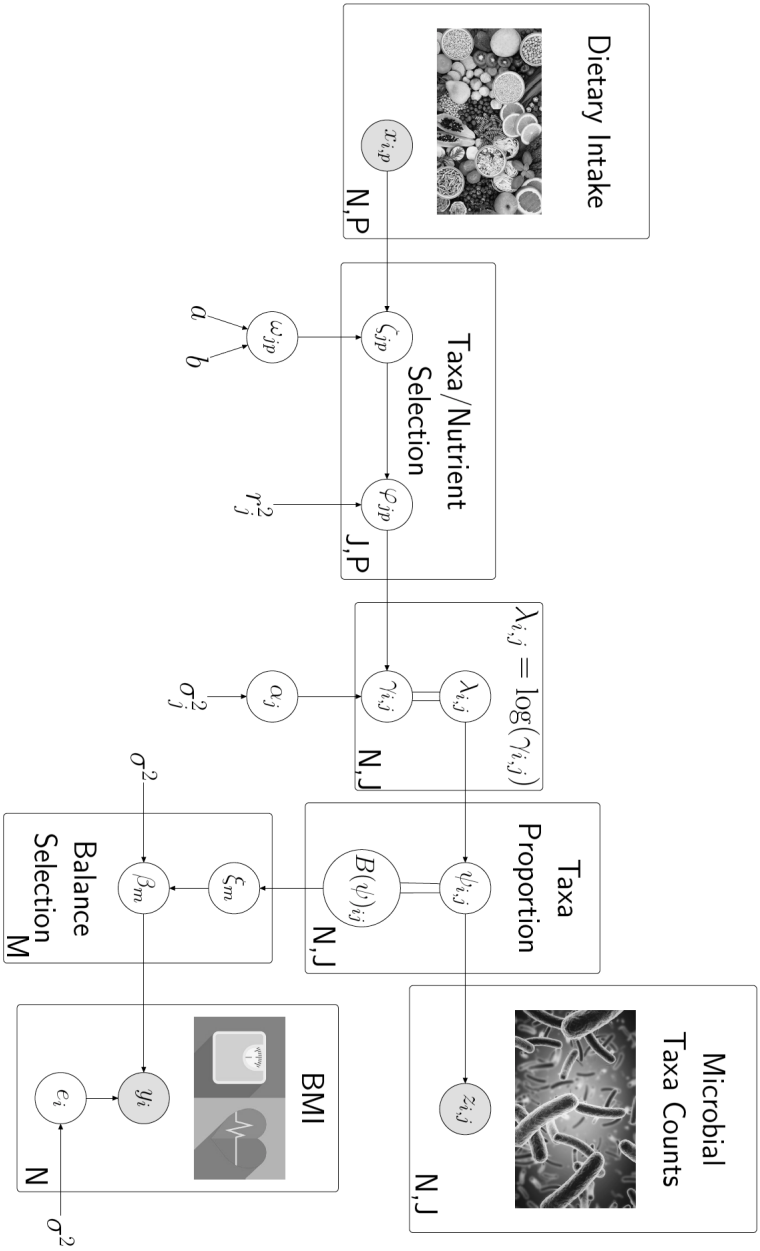 Dietary Intake
x_{i,p}
N,P
Taxa/Nutrient
Selection
ζ_{jp}
φ_{jp}
J,P
ω_{jp}
a
b
r_j^2
λ_{i,j} = log(γ_{i,j})
λ_{i,j}
γ_{i,j}
N,J
α_j
σ_j^2
Taxa
Proportion
ψ_{i,j}
B(ψ)_{ij}
N,J
Microbial
Taxa Counts
z_{i,j}
N,J
ξ_m
β_m
Balance
Selection
M
σ^2
BMI
y_i
e_i
N
σ^2